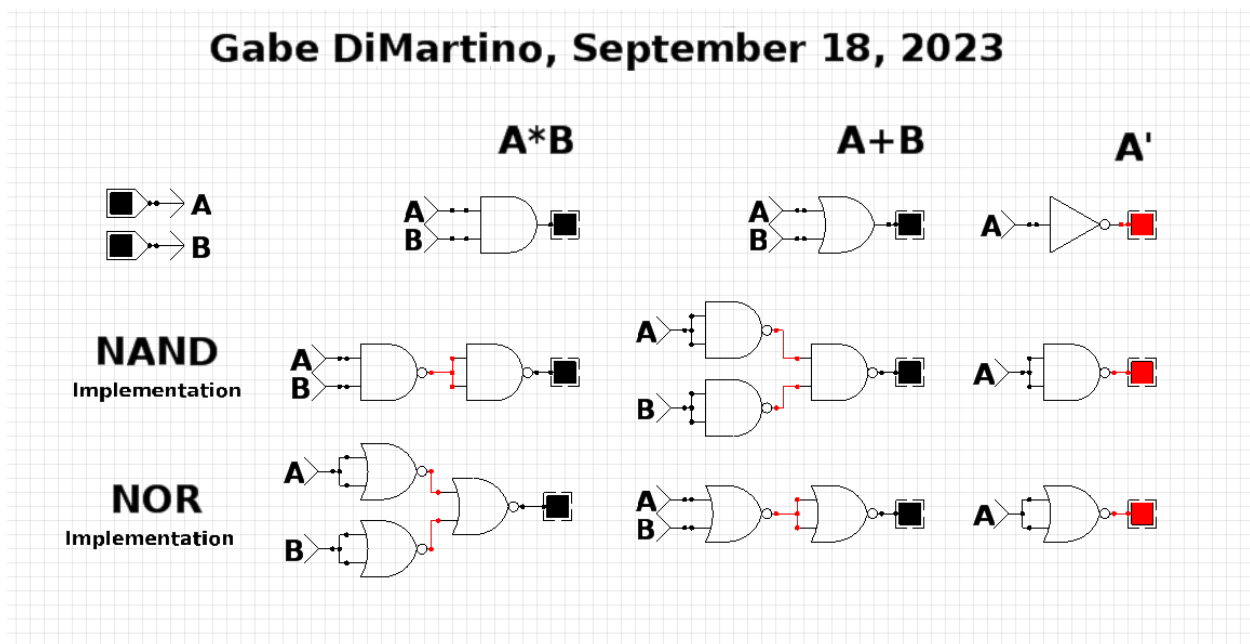 Gabe DiMartino, September 18, 2023
A*B
A+B
A'
A
B
A
B
A
B
A
NAND
Implementation
A
B
A
B
A
NOR
Implementation
A
B
A
B
A